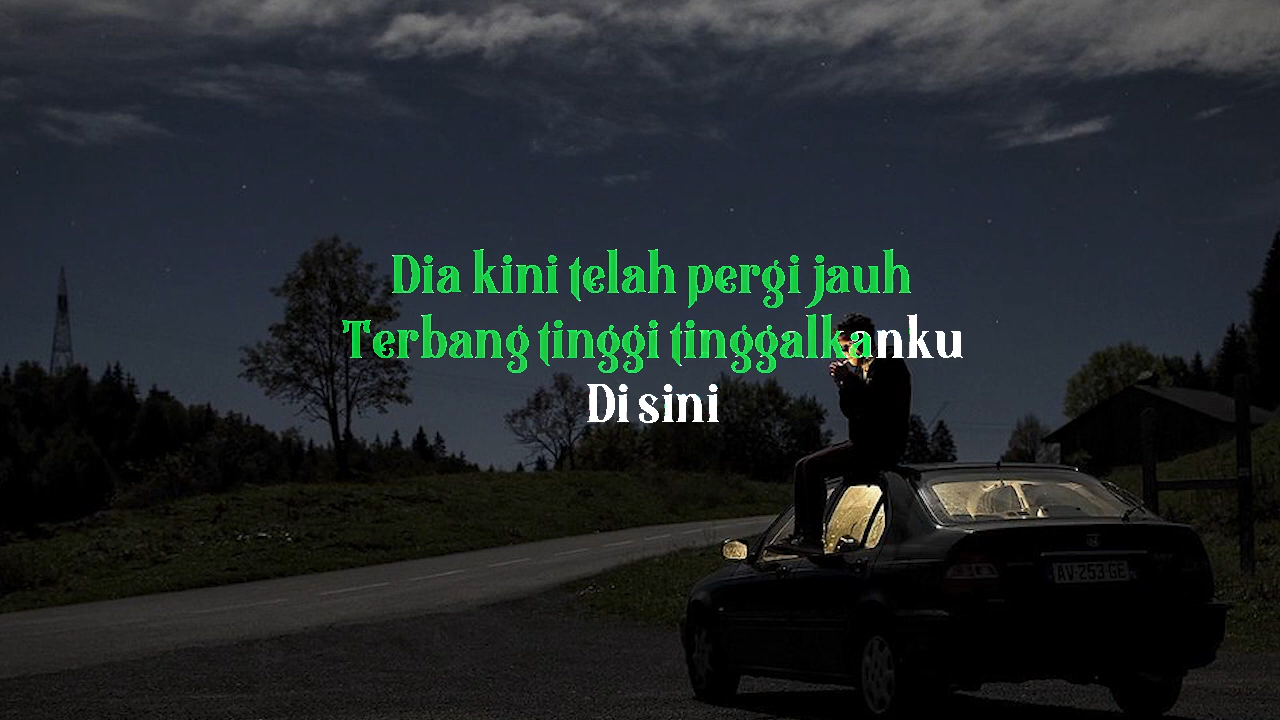 Dia kini telah pergi jauh
Terbang tinggi tinggalkanku
Di sini
AV-253-GE